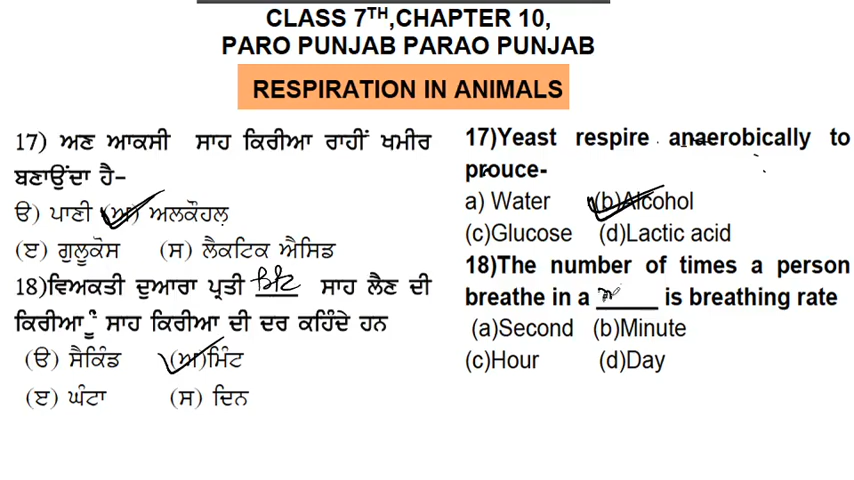 CLASS 7TH,CHAPTER 10,
PARO PUNJAB PARAO PUNJAB
RESPIRATION IN ANIMALS
17) ਅਣ ਆਕਸੀ ਸਾਹ ਕਿਰੀਆ ਰਾਹੀਂ ਖਮੀਰ
ਬਣਾਉਂਦਾ ਹੈ-
ੳ) ਪਾਣੀ (ਅ) ਅਲਕੌਹਲ਼
(ੲ) ਗੁਲੂਕੋਸ (ਸ) ਲੈਕਟਿਕ ਐਸਿਡ
18)ਵਿਅਕਤੀ ਦੁਆਰਾ ਪ੍ਰਤੀ ਮਿੰਟ ਸਾਹ ਲੈਣ ਦੀ
ਕਿਰੀਆ ਨੂੰ ਸਾਹ ਕਿਰੀਆ ਦੀ ਦਰ ਕਹਿੰਦੇ ਹਨ
(ੳ) ਸੈਕਿੰਡ (ਅ)ਮਿੰਟ
(ੲ) ਘੰਟਾ (ਸ) ਦਿਨ
17)Yeast respire anaerobically to
prouce-
a) Water (b)Alcohol
(c)Glucose (d)Lactic acid
18)The number of times a person
breathe in a ______ is breathing rate
(a)Second (b)Minute
(c)Hour (d)Day